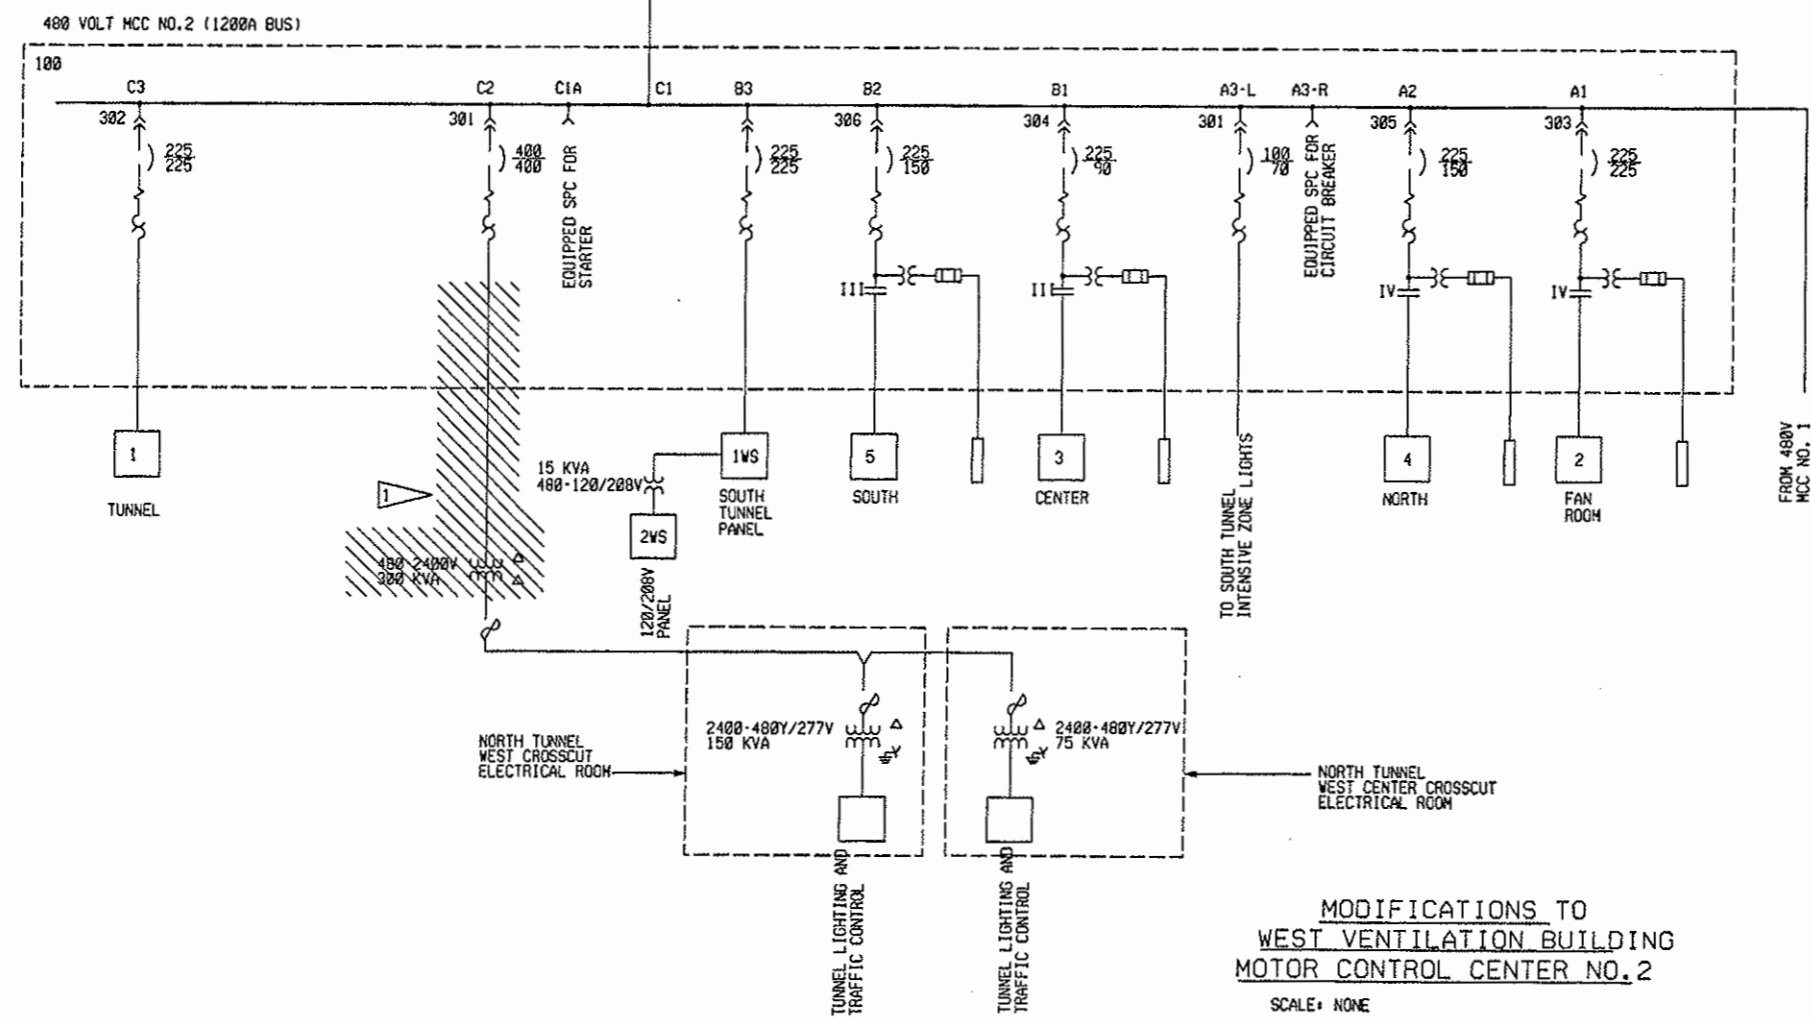 480 VOLT MCC NO.2 (1200A BUS)
100
C3
C2
C1A
C1
B3
B2
B1
A3-L
A3-R
A2
A1
302
301
306
304
301
305
303
225
225
400
400
225
225
225
150
225
90
100
70
225
150
225
225
EQUIPPED SPC FOR
STARTER
EQUIPPED SPC FOR
CIRCUIT BREAKER
III
III
IV
IV
1
TUNNEL
1
480-2400V
300 KVA
Δ
Δ
15 KVA
480-120/208V
1WS
SOUTH
TUNNEL
PANEL
2WS
120/208V
PANEL
5
SOUTH
3
CENTER
TO SOUTH TUNNEL
INTENSIVE ZONE LIGHTS
4
NORTH
2
FAN
ROOM
FROM 480V
MCC NO. 1
2400-480Y/277V
150 KVA
Δ
Y
2400-480Y/277V
75 KVA
Δ
Y
NORTH TUNNEL
WEST CROSSCUT
ELECTRICAL ROOM
NORTH TUNNEL
WEST CENTER CROSSCUT
ELECTRICAL ROOM
TUNNEL LIGHTING AND
TRAFFIC CONTROL
TUNNEL LIGHTING AND
TRAFFIC CONTROL
MODIFICATIONS TO
WEST VENTILATION BUILDING
MOTOR CONTROL CENTER NO.2
SCALE: NONE